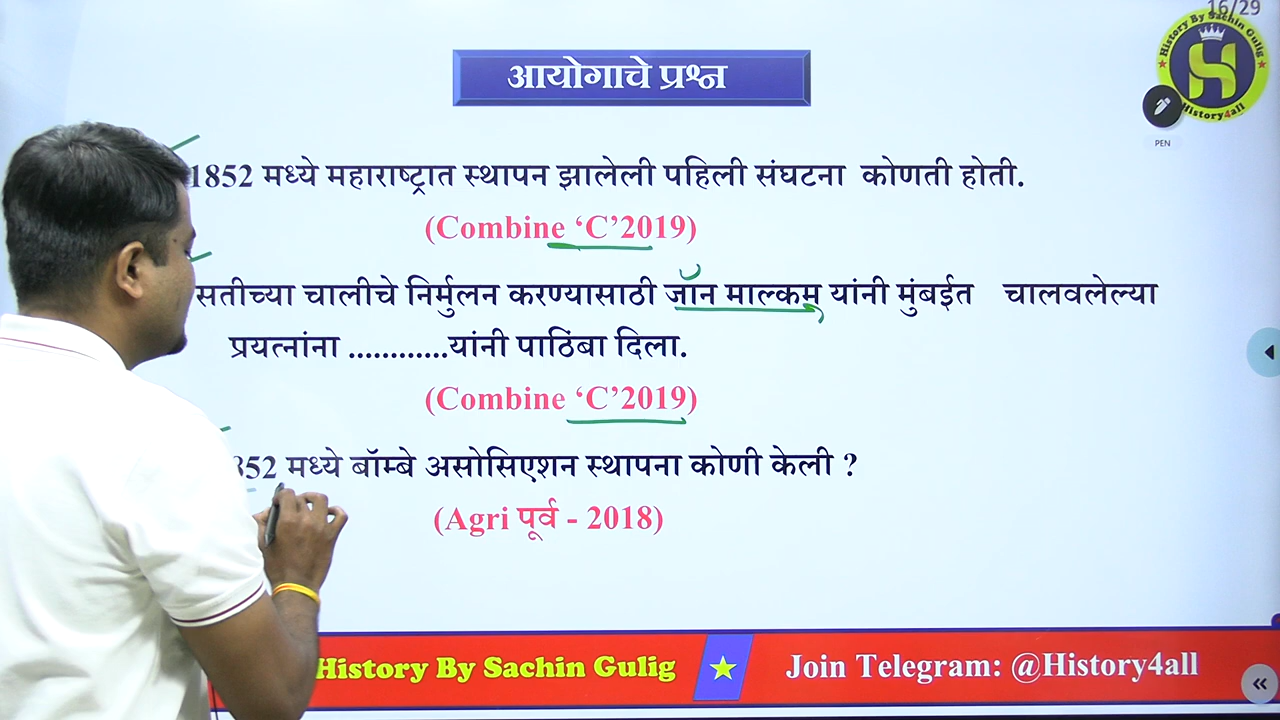 16/29
History By Sachin Gulig
History4all
PEN
आयोगाचे प्रश्न
1852 मध्ये महाराष्ट्रात स्थापन झालेली पहिली संघटना कोणती होती.
(Combine ‘C’2019)
सतीच्या चालीचे निर्मुलन करण्यासाठी जॉन माल्कम यांनी मुंबईत चालवलेल्या
प्रयत्नांना ............यांनी पाठिंबा दिला.
(Combine ‘C’2019)
852 मध्ये बॉम्बे असोसिएशन स्थापना कोणी केली ?
(Agri पूर्व - 2018)
History By Sachin Gulig
Join Telegram: @History4all